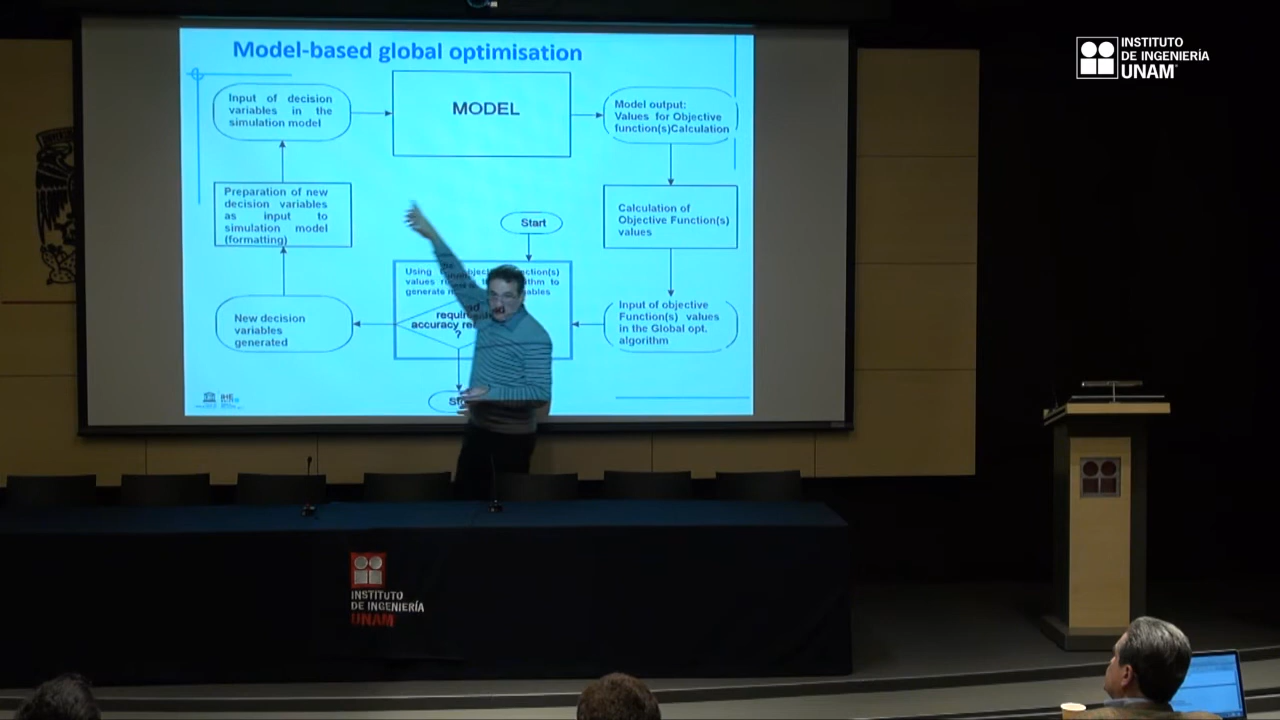 Model-based global optimisation
INSTITUTO
DE INGENIERÍA
UNAM
Input of decision
variables in the
simulation model
MODEL
Model output:
Values for Objective
function(s)Calculation
Preparation of new
decision variables
as input to
simulation model
(formatting)
Start
Calculation of
Objective Function(s)
values
Using
values
generate
New decision
variables
generated
accuracy
?
Input of objective
Function(s) values
in the Global opt.
algorithm
INSTITUTO
DE INGENIERÍA
UNAM